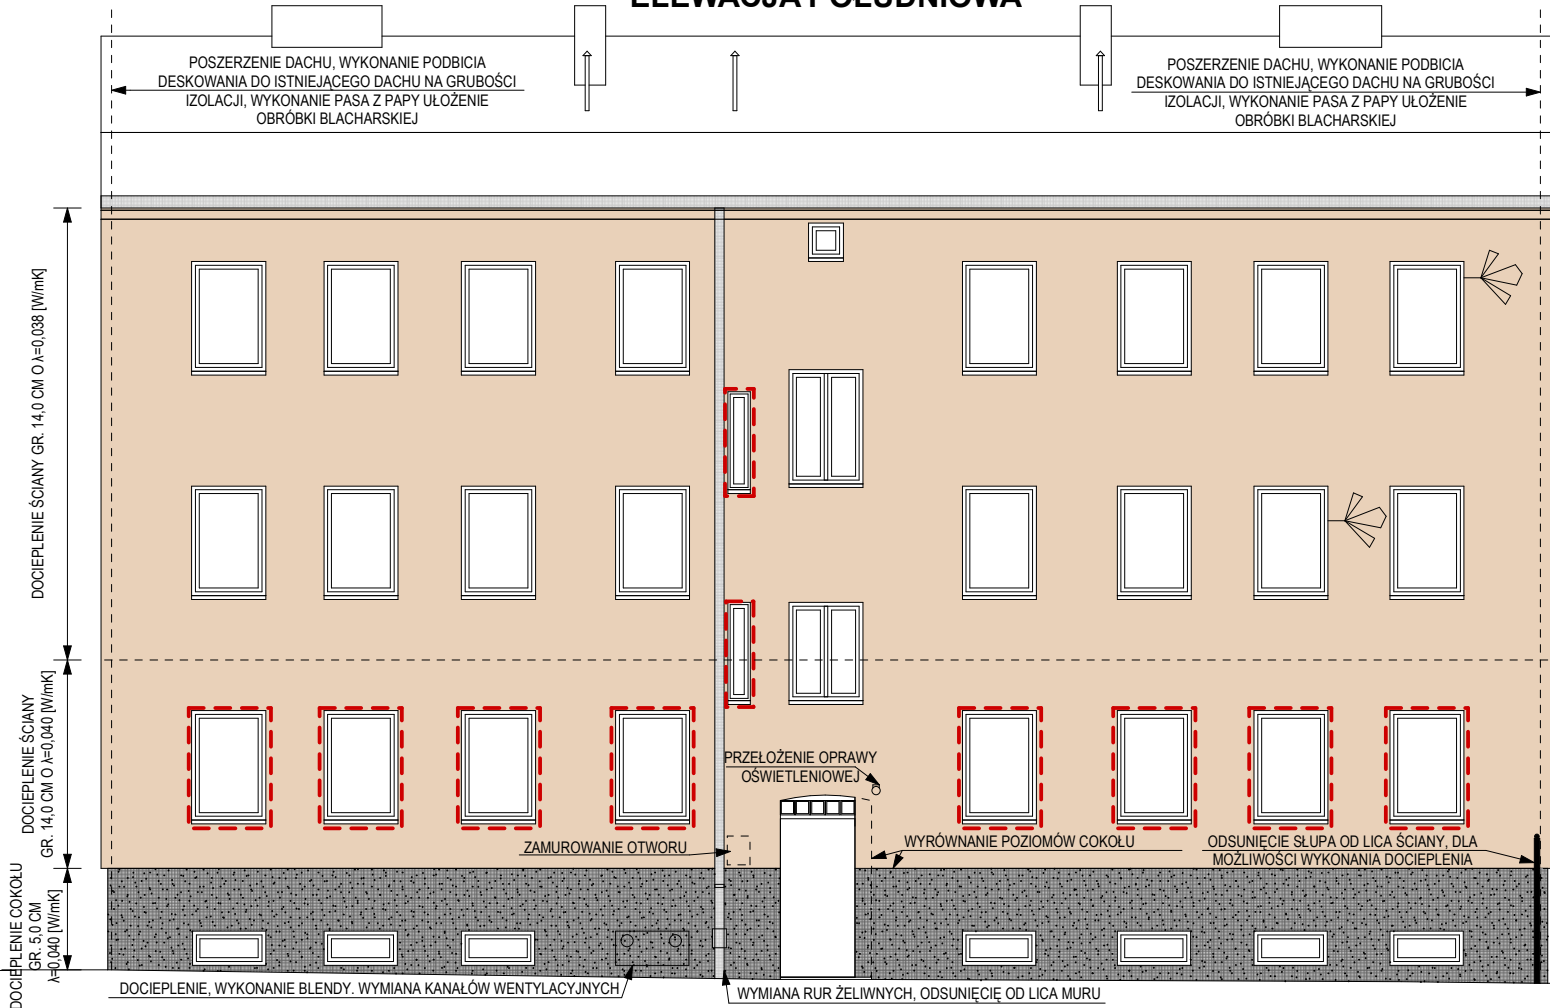 ELEWACJA POŁUDNIOWA
POSZERZENIE DACHU, WYKONANIE PODBICIA
DESKOWANIA DO ISTNIEJĄCEGO DACHU NA GRUBOŚCI
IZOLACJI, WYKONANIE PASA Z PAPY UŁOŻENIE
OBRÓBKI BLACHARSKIEJ
POSZERZENIE DACHU, WYKONANIE PODBICIA
DESKOWANIA DO ISTNIEJĄCEGO DACHU NA GRUBOŚCI
IZOLACJI, WYKONANIE PASA Z PAPY UŁOŻENIE
OBRÓBKI BLACHARSKIEJ
DOCIEPLENIE ŚCIANY GR. 14,0 CM O λ=0,038 [W/mK]
DOCIEPLENIE ŚCIANY
GR. 14,0 CM O λ=0,040 [W/mK]
DOCIEPLENIE COKOŁU
GR. 5,0 CM
λ=0,040 [W/mK]
PRZEŁOŻENIE OPRAWY
OŚWIETLENIOWEJ
ZAMUROWANIE OTWORU
WYRÓWNANIE POZIOMÓW COKOŁU
ODSUNIĘCIE SŁUPA OD LICA ŚCIANY, DLA
MOŻLIWOŚCI WYKONANIA DOCIEPLENIA
DOCIEPLENIE, WYKONANIE BLENDY. WYMIANA KANAŁÓW WENTYLACYJNYCH
WYMIANA RUR ŻELIWNYCH, ODSUNIĘCIĘ OD LICA MURU